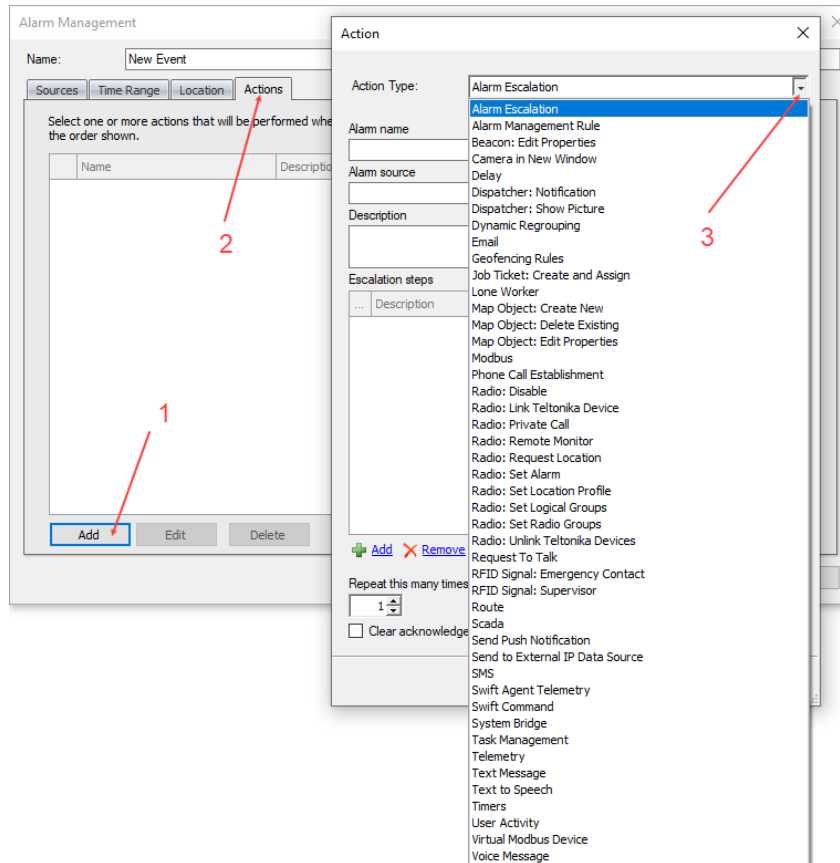 Alarm Management
Name:
New Event
Sources
Time Range
Location
Actions
Select one or more actions that will be performed whe
the order shown.
Name
Descriptio
2
1
Add
Edit
Delete
Action
Action Type:
Alarm Escalation
Alarm name
Alarm source
Description
Escalation steps
...
Description
Add
Remove
Repeat this many times
1
Clear acknowledge
3
Alarm Escalation
Alarm Management Rule
Beacon: Edit Properties
Camera in New Window
Delay
Dispatcher: Notification
Dispatcher: Show Picture
Dynamic Regrouping
Email
Geofencing Rules
Job Ticket: Create and Assign
Lone Worker
Map Object: Create New
Map Object: Delete Existing
Map Object: Edit Properties
Modbus
Phone Call Establishment
Radio: Disable
Radio: Link Teltonika Device
Radio: Private Call
Radio: Remote Monitor
Radio: Request Location
Radio: Set Alarm
Radio: Set Location Profile
Radio: Set Logical Groups
Radio: Set Radio Groups
Radio: Unlink Teltonika Devices
Request To Talk
RFID Signal: Emergency Contact
RFID Signal: Supervisor
Route
Scada
Send Push Notification
Send to External IP Data Source
SMS
Swift Agent Telemetry
Swift Command
System Bridge
Task Management
Telemetry
Text Message
Text to Speech
Timers
User Activity
Virtual Modbus Device
Voice Message